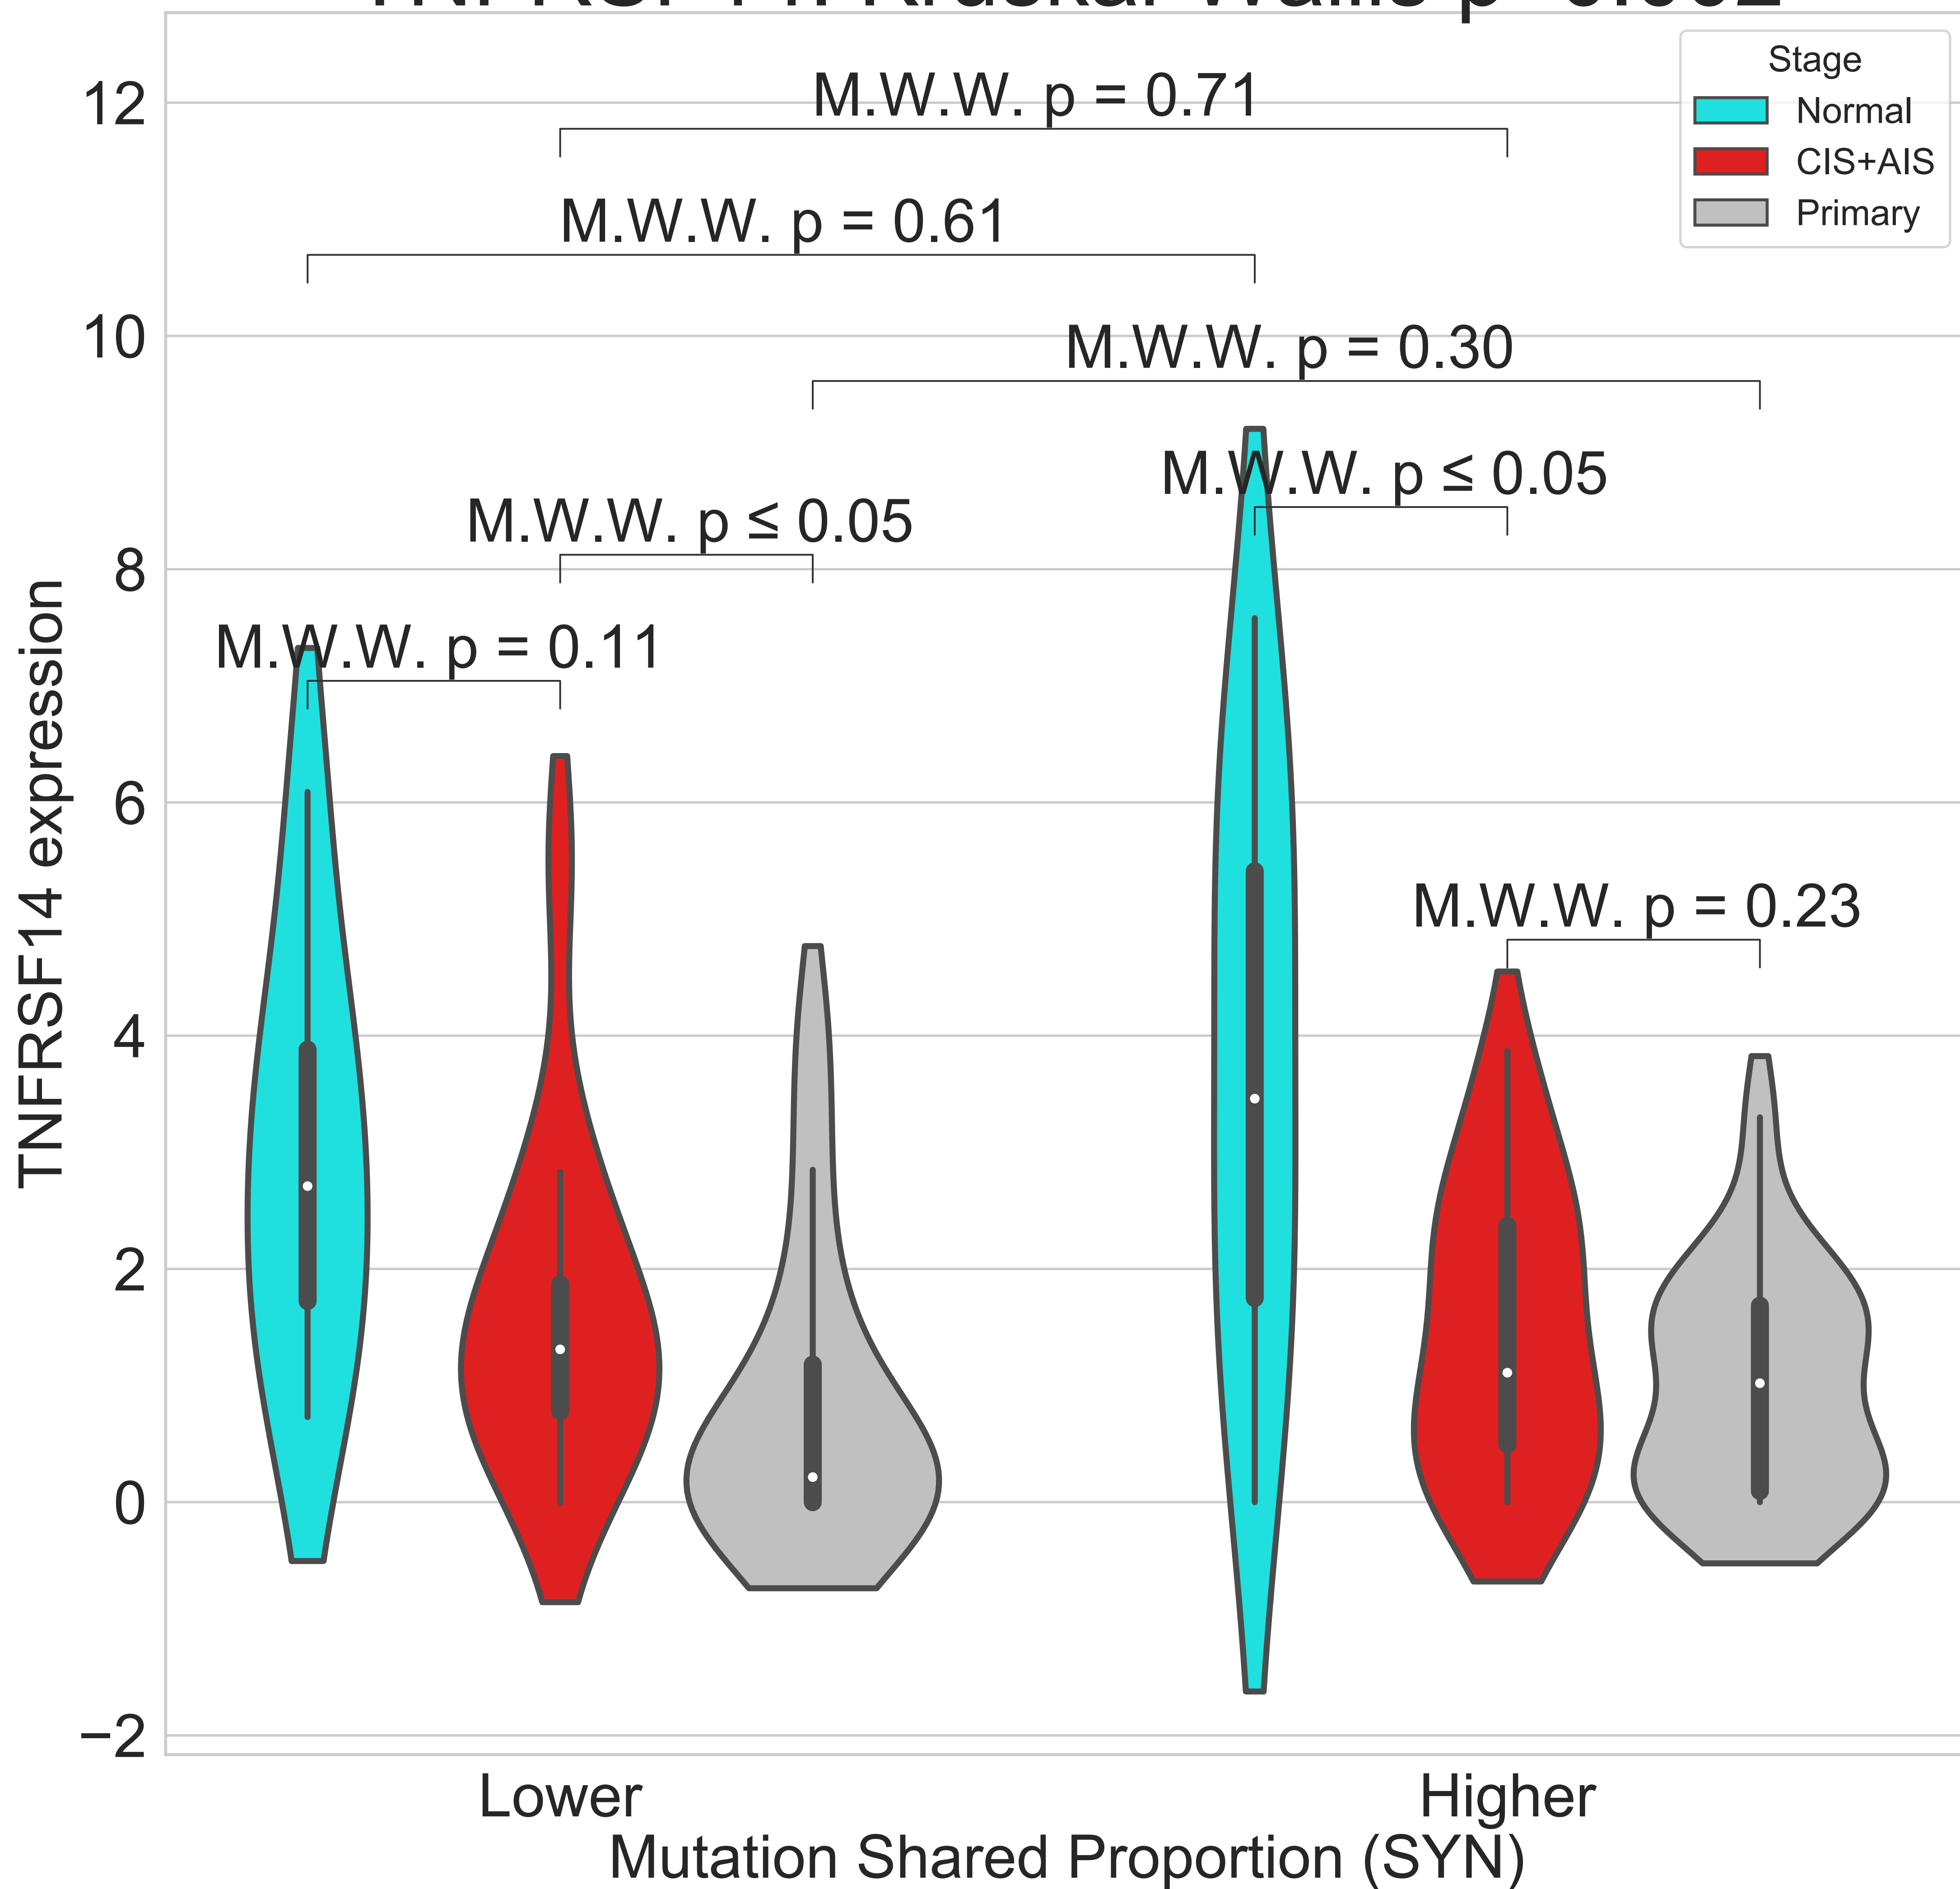 Stage
Normal
CIS+AIS
Primary
M.W.W. p = 0.71
M.W.W. p = 0.61
M.W.W. p = 0.30
M.W.W. p ≤ 0.05
M.W.W. p ≤ 0.05
M.W.W. p = 0.11
M.W.W. p = 0.23
12
10
8
6
4
2
0
−2
TNFRSF14 expression
Lower
Higher
Mutation Shared Proportion (SYN)